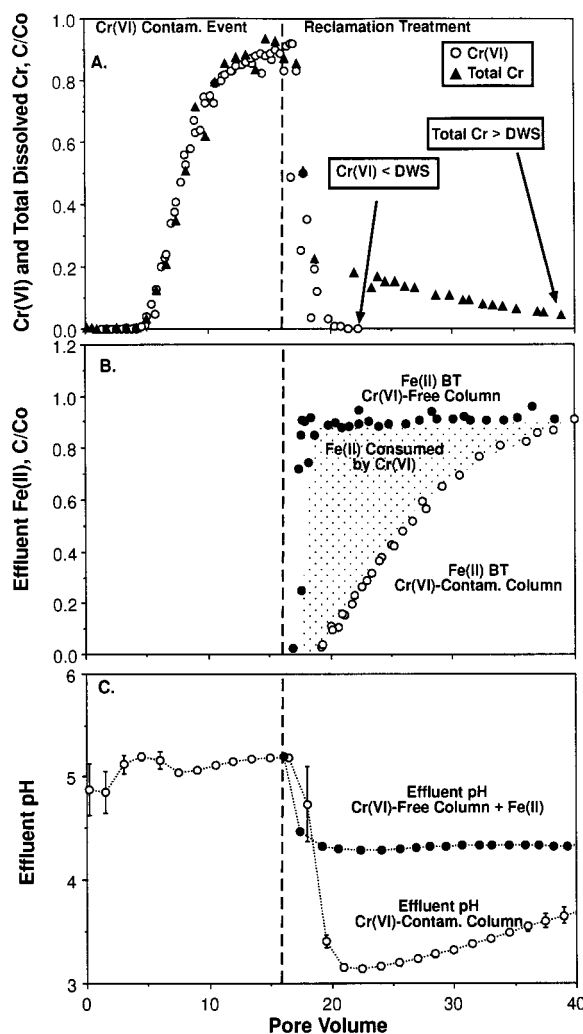 Cr(VI) Contam. Event
Reclamation Treatment
1.0
A.
Cr(VI)
Total Cr
0.8
Total Cr > DWS
Cr(VI) < DWS
0.6
0.4
0.2
0.0
0
10
20
30
40
Cr(VI) and Total Dissolved Cr, C/Co
1.2
B.
Fe(II) BT
Cr(VI)-Free Column
1.0
Fe(II) Consumed
by Cr(VI)
0.8
0.6
0.4
Fe(II) BT
Cr(VI)-Contam. Column
0.2
0.0
Effluent Fe(II), C/Co
6
C.
5
Effluent pH
Cr(VI)-Free Column + Fe(II)
4
Effluent pH
Cr(VI)-Contam. Column
3
0
10
20
30
40
Effluent pH
Pore Volume